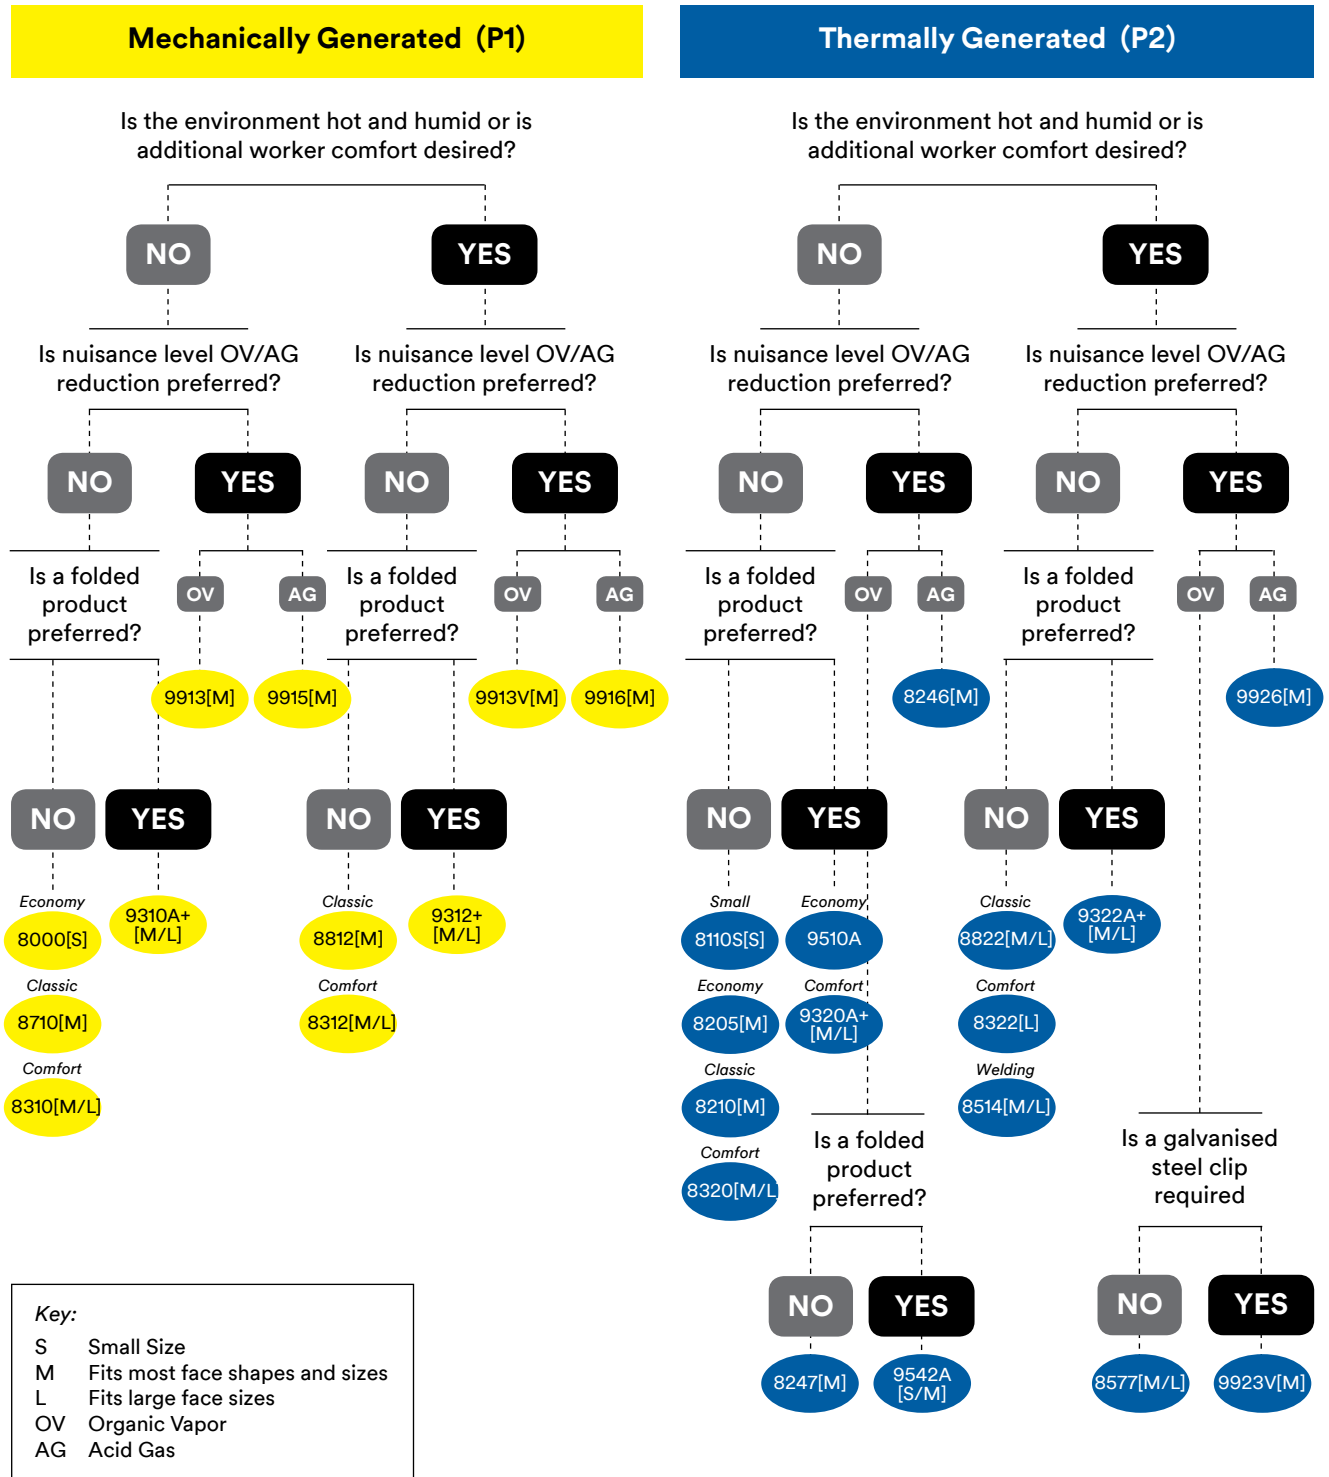 Mechanically Generated (P1)
Is the environment hot and humid or is
additional worker comfort desired?
NO
YES
Is nuisance level OV/AG
reduction preferred?
Is nuisance level OV/AG
reduction preferred?
NO
YES
NO
YES
Is a folded
product
preferred?
OV
AG
Is a folded
product
preferred?
OV
AG
9913[M]
9915[M]
9913V[M]
9916[M]
NO
YES
NO
YES
Economy
8000[S]
Classic
8710[M]
Comfort
8310[M/L]
9310A+
[M/L]
Classic
8812[M]
Comfort
8312[M/L]
9312+
[M/L]
Thermally Generated (P2)
Is the environment hot and humid or is
additional worker comfort desired?
NO
YES
Is nuisance level OV/AG
reduction preferred?
Is nuisance level OV/AG
reduction preferred?
NO
YES
NO
YES
Is a folded
product
preferred?
OV
AG
Is a folded
product
preferred?
OV
AG
8246[M]
9926[M]
NO
YES
NO
YES
Small
8110S[S]
Economy
8205[M]
Classic
8210[M]
Comfort
8320[M/L]
Economy
9510A
Comfort
9320A+
[M/L]
Classic
8822[M/L]
Comfort
8322[L]
Welding
8514[M/L]
9322A+
[M/L]
Is a folded
product
preferred?
Is a galvanised
steel clip
required
NO
YES
NO
YES
8247[M]
9542A
[S/M]
8577[M/L]
9923V[M]
Key:
S Small Size
M Fits most face shapes and sizes
L Fits large face sizes
OV Organic Vapor
AG Acid Gas